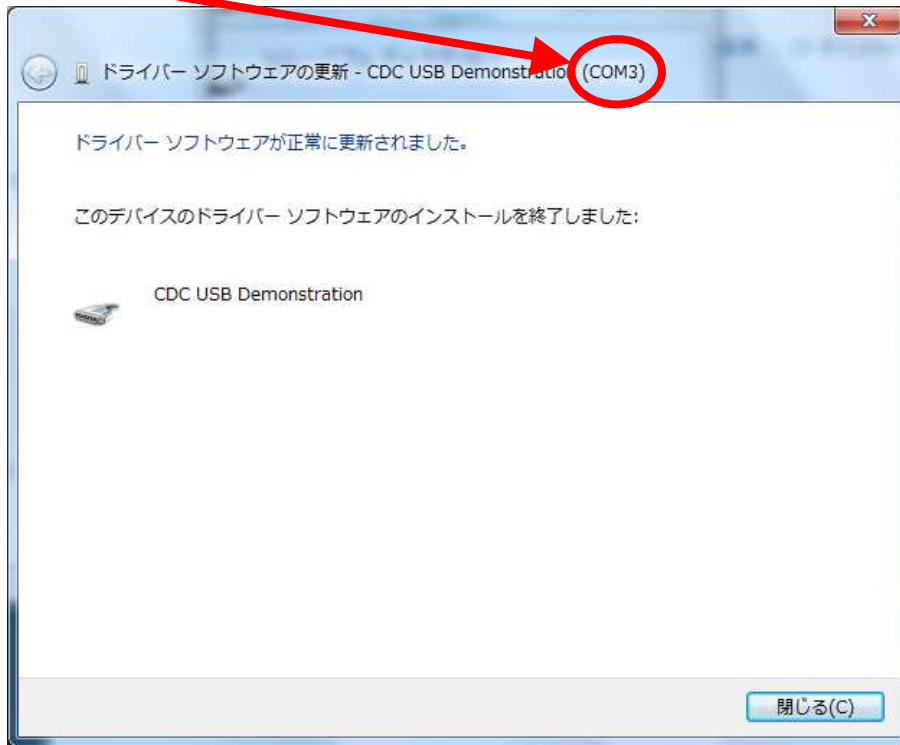 ドライバー ソフトウェアの更新 - CDC USB Demonstration (COM3)
ドライバー ソフトウェアが正常に更新されました。
このデバイスのドライバー ソフトウェアのインストールを終了しました:
CDC USB Demonstration
閉じる(C)